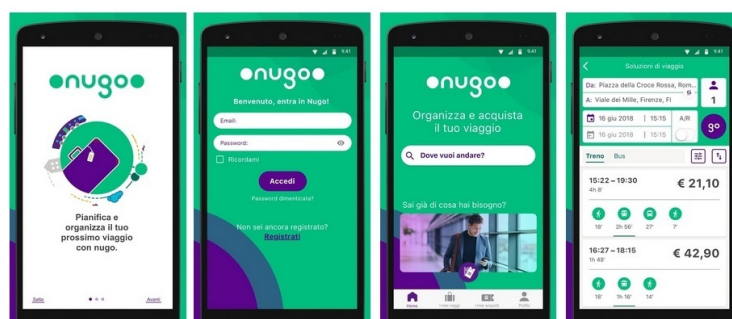 nugo
Pianifica e
organizza il tuo
prossimo viaggio
con nugo.
Salta
Avanti
9:41
nugo
Benvenuto, entra in Nugo!
Email:
Password:
Ricordami
Accedi
Password dimenticata?
Non sei ancora registrato?
Registrati
9:41
nugo
Organizza e acquista
il tuo viaggio
Dove vuoi andare?
Sai già di cosa hai bisogno?
Home
I miei viaggi
I miei acquisti
Profilo
9:41
Soluzioni di viaggio
Da: Piazza della Croce Rossa, Rom...
A: Viale dei Mille, Firenze, FI
1
16 giu 2018 | 15:15
A/R
16 giu 2018 | 15:15
go
Treno Bus
15:22 – 19:30
4h 8'
€ 21,10
18' 2h 56' 27' 7'
16:27 – 18:15
1h 48'
€ 42,90
18' 1h 16' 14'